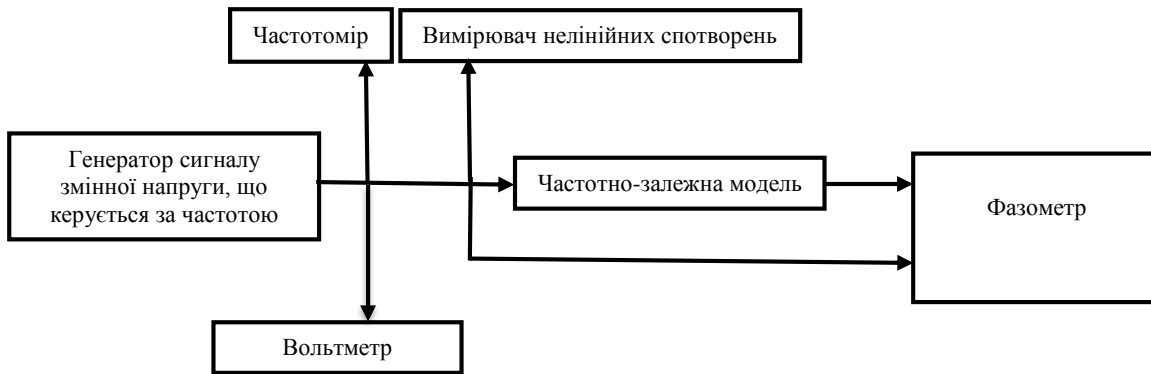 Частотомір
Вимірювач нелінійних спотворень
Генератор сигналу
змінної напруги, що
керується за частотою
Частотно-залежна модель
Фазометр
Вольтметр